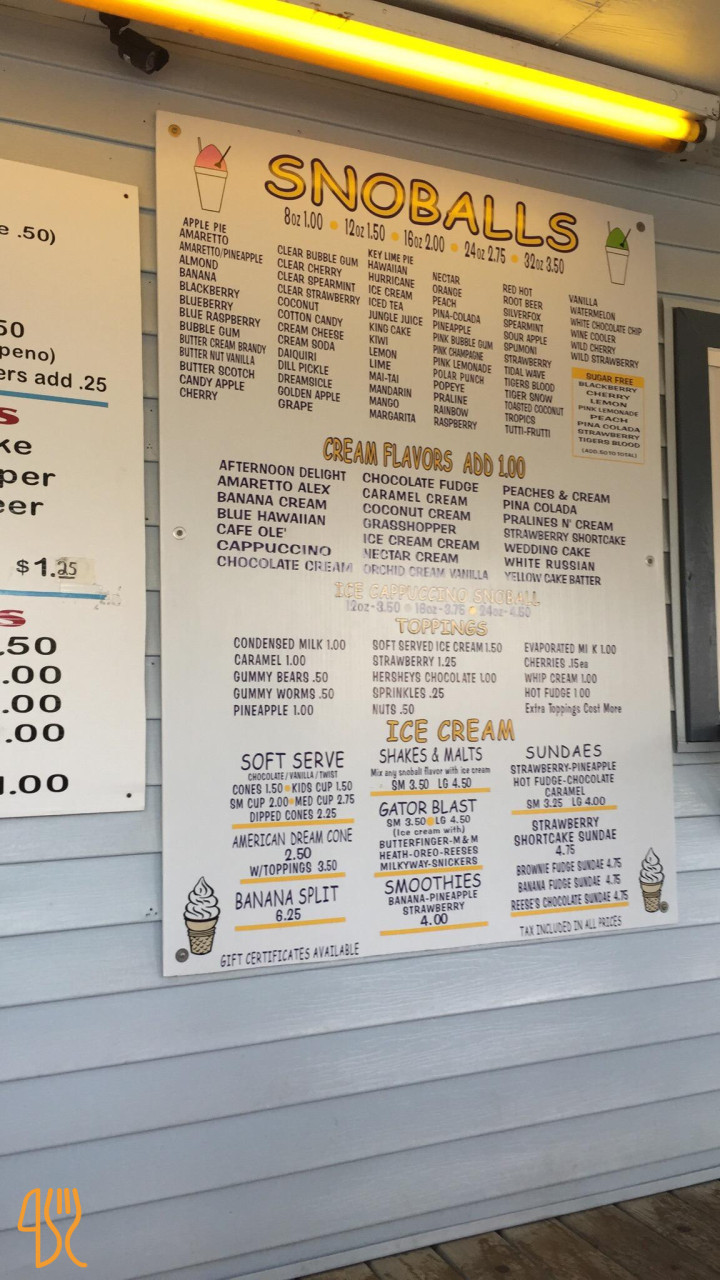 e .50)
50
peno)
ers add .25
S
ke
per
eer
$1.25
S
.50
.00
.00
.00
1.00
SNOBALLS
8oz 1.00 12oz 1.50 16oz 2.00 24oz 2.75 32oz 3.50
APPLE PIE
AMARETTO
AMARETTO/PINEAPPLE
ALMOND
BANANA
BLACKBERRY
BLUEBERRY
BLUE RASPBERRY
BUBBLE GUM
BUTTER CREAM BRANDY
BUTTER NUT VANILLA
BUTTER SCOTCH
CANDY APPLE
CHERRY
CLEAR BUBBLE GUM
CLEAR CHERRY
CLEAR SPEARMINT
CLEAR STRAWBERRY
COCONUT
COTTON CANDY
CREAM CHEESE
CREAM SODA
DAIQUIRI
DILL PICKLE
DREAMSICLE
GOLDEN APPLE
GRAPE
KEY LIME PIE
HAWAIIAN
HURRICANE
ICE CREAM
ICED TEA
JUNGLE JUICE
KING CAKE
KIWI
LEMON
LIME
MAI-TAI
MANDARIN
MANGO
MARGARITA
NECTAR
ORANGE
PEACH
PINA-COLADA
PINEAPPLE
PINK BUBBLE GUM
PINK CHAMPAGNE
PINK LEMONADE
POLAR PUNCH
POPEYE
PRALINE
RAINBOW
RASPBERRY
RED HOT
ROOT BEER
SILVERFOX
SPEARMINT
SOUR APPLE
SPUMONI
STRAWBERRY
TIDAL WAVE
TIGERS BLOOD
TIGER SNOW
TOASTED COCONUT
TROPICS
TUTTI-FRUTTI
VANILLA
WATERMELON
WHITE CHOCOLATE CHIP
WINE COOLER
WILD CHERRY
WILD STRAWBERRY
SUGAR FREE
BLACKBERRY
CHERRY
LEMON
PINK LEMONADE
PEACH
PINA COLADA
STRAWBERRY
TIGERS BLOOD
(ADD .50 TO TOTAL)
CREAM FLAVORS ADD 1.00
AFTERNOON DELIGHT
AMARETTO ALEX
BANANA CREAM
BLUE HAWAIIAN
CAFE OLE'
CAPPUCCINO
CHOCOLATE CREAM
CHOCOLATE FUDGE
CARAMEL CREAM
COCONUT CREAM
GRASSHOPPER
ICE CREAM CREAM
NECTAR CREAM
ORCHID CREAM VANILLA
PEACHES & CREAM
PINA COLADA
PRALINES N' CREAM
STRAWBERRY SHORTCAKE
WEDDING CAKE
WHITE RUSSIAN
YELLOW CAKE BATTER
ICE CAPPUCCINO SNOBALL
12oz-3.50 16oz-3.75 24oz-4.50
TOPPINGS
CONDENSED MILK 1.00
CARAMEL 1.00
GUMMY BEARS .50
GUMMY WORMS .50
PINEAPPLE 1.00
SOFT SERVED ICE CREAM 1.50
STRAWBERRY 1.25
HERSHEYS CHOCOLATE 1.00
SPRINKLES .25
NUTS .50
EVAPORATED MI K 1.00
CHERRIES .15ea
WHIP CREAM 1.00
HOT FUDGE 1 00
Extra Toppings Cost More
ICE CREAM
SOFT SERVE
CHOCOLATE/VANILLA/TWIST
CONES 1.50 KIDS CUP 1.50
SM CUP 2.00 MED CUP 2.75
DIPPED CONES 2.25
AMERICAN DREAM CONE
2.50
W/TOPPINGS 3.50
BANANA SPLIT
6.25
SHAKES & MALTS
Mix any snoball flavor with ice cream
SM 3.50 LG 4.50
GATOR BLAST
SM 3.50 LG 4.50
(Ice cream with)
BUTTERFINGER-M&M
HEATH-OREO-REESES
MILKYWAY-SNICKERS
SMOOTHIES
BANANA-PINEAPPLE
STRAWBERRY
4.00
SUNDAES
STRAWBERRY-PINEAPPLE
HOT FUDGE-CHOCOLATE
CARAMEL
SM 3.25 LG 4.00
STRAWBERRY
SHORTCAKE SUNDAE
4.75
BROWNIE FUDGE SUNDAE 4.75
BANANA FUDGE SUNDAE 4.75
REESE'S CHOCOLATE SUNDAE 4.75
GIFT CERTIFICATES AVAILABLE
TAX INCLUDED IN ALL PRICES